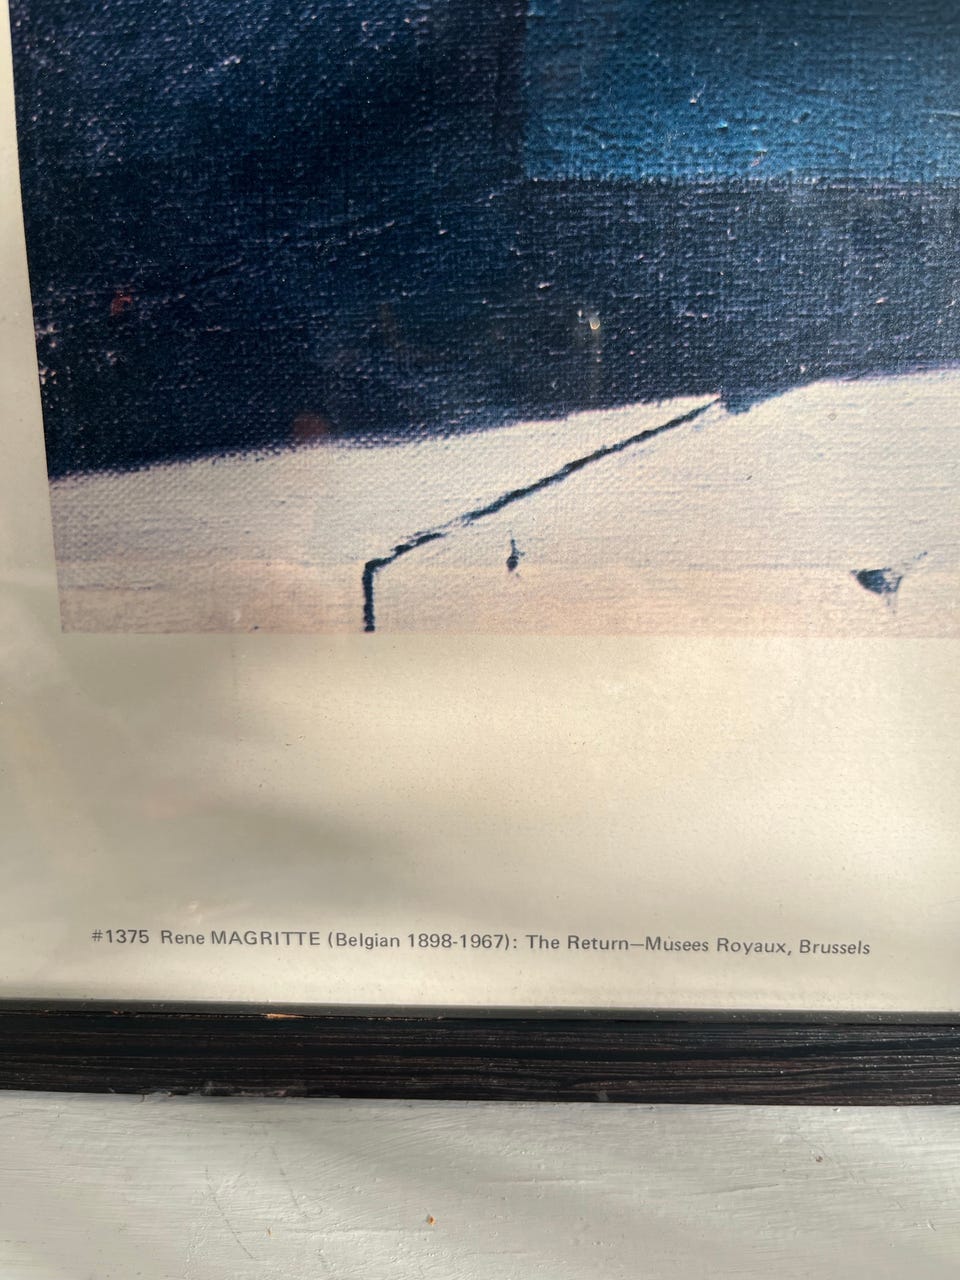 #1375 Rene MAGRITTE (Belgian 1898-1967): The Return—Musees Royaux, Brussels